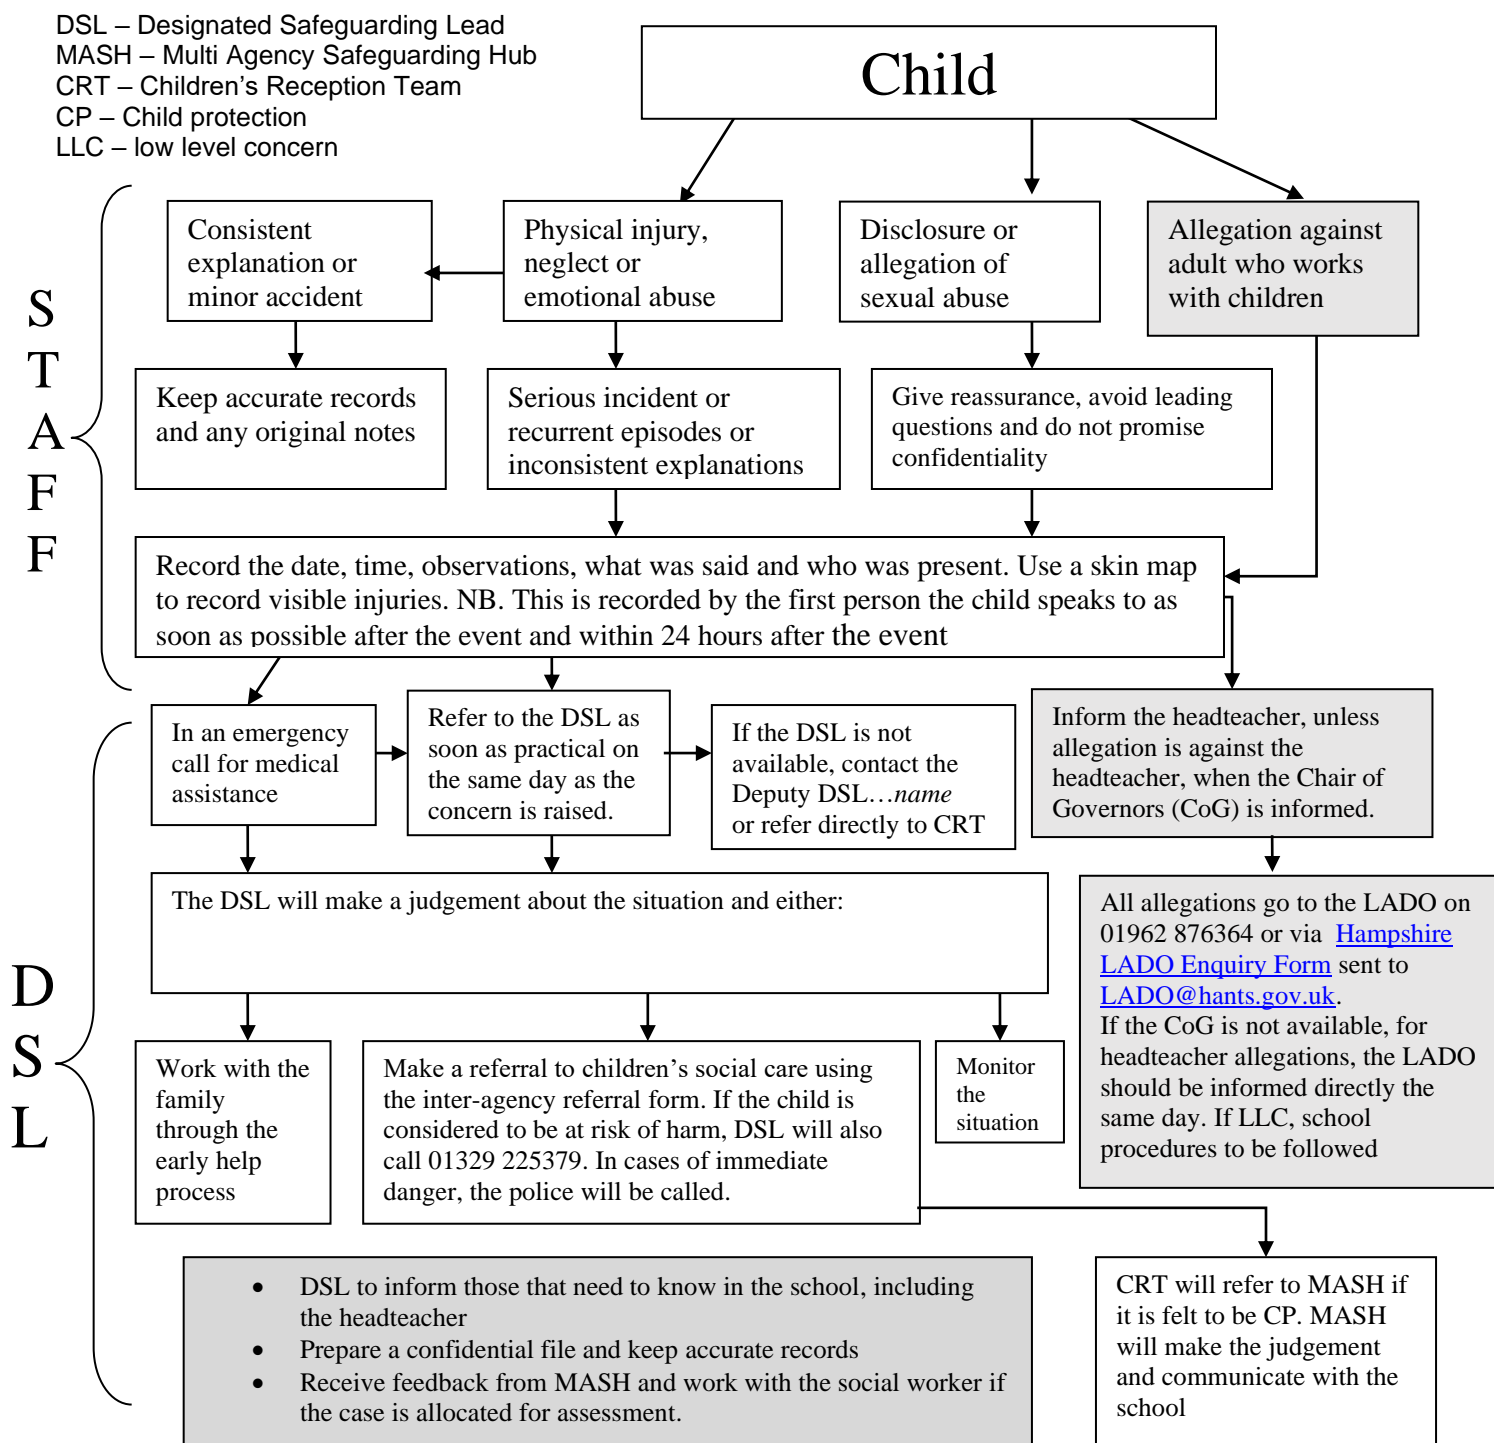 DSL – Designated Safeguarding Lead
MASH – Multi Agency Safeguarding Hub
CRT – Children's Reception Team
CP – Child protection
LLC – low level concern
Child
Consistent
explanation or
minor accident
Physical injury,
neglect or
emotional abuse
Disclosure or
allegation of
sexual abuse
Allegation against
adult who works
with children
S
T
A
F
F
Keep accurate records
and any original notes
Serious incident or
recurrent episodes or
inconsistent explanations
Give reassurance, avoid leading
questions and do not promise
confidentiality
Record the date, time, observations, what was said and who was present. Use a skin map
to record visible injuries. NB. This is recorded by the first person the child speaks to as
soon as possible after the event and within 24 hours after the event
In an emergency
call for medical
assistance
Refer to the DSL as
soon as practical on
the same day as the
concern is raised.
If the DSL is not
available, contact the
Deputy DSL…name
or refer directly to CRT
Inform the headteacher, unless
allegation is against the
headteacher, when the Chair of
Governors (CoG) is informed.
D
S
L
The DSL will make a judgement about the situation and either:
All allegations go to the LADO on
01962 876364 or via Hampshire
LADO Enquiry Form sent to
LADO@hants.gov.uk.
If the CoG is not available, for
headteacher allegations, the LADO
should be informed directly the
same day. If LLC, school
procedures to be followed
Work with the
family
through the
early help
process
Make a referral to children's social care using
the inter-agency referral form. If the child is
considered to be at risk of harm, DSL will also
call 01329 225379. In cases of immediate
danger, the police will be called.
Monitor
the
situation
• DSL to inform those that need to know in the school, including
the headteacher
• Prepare a confidential file and keep accurate records
• Receive feedback from MASH and work with the social worker if
the case is allocated for assessment.
CRT will refer to MASH if
it is felt to be CP. MASH
will make the judgement
and communicate with the
school